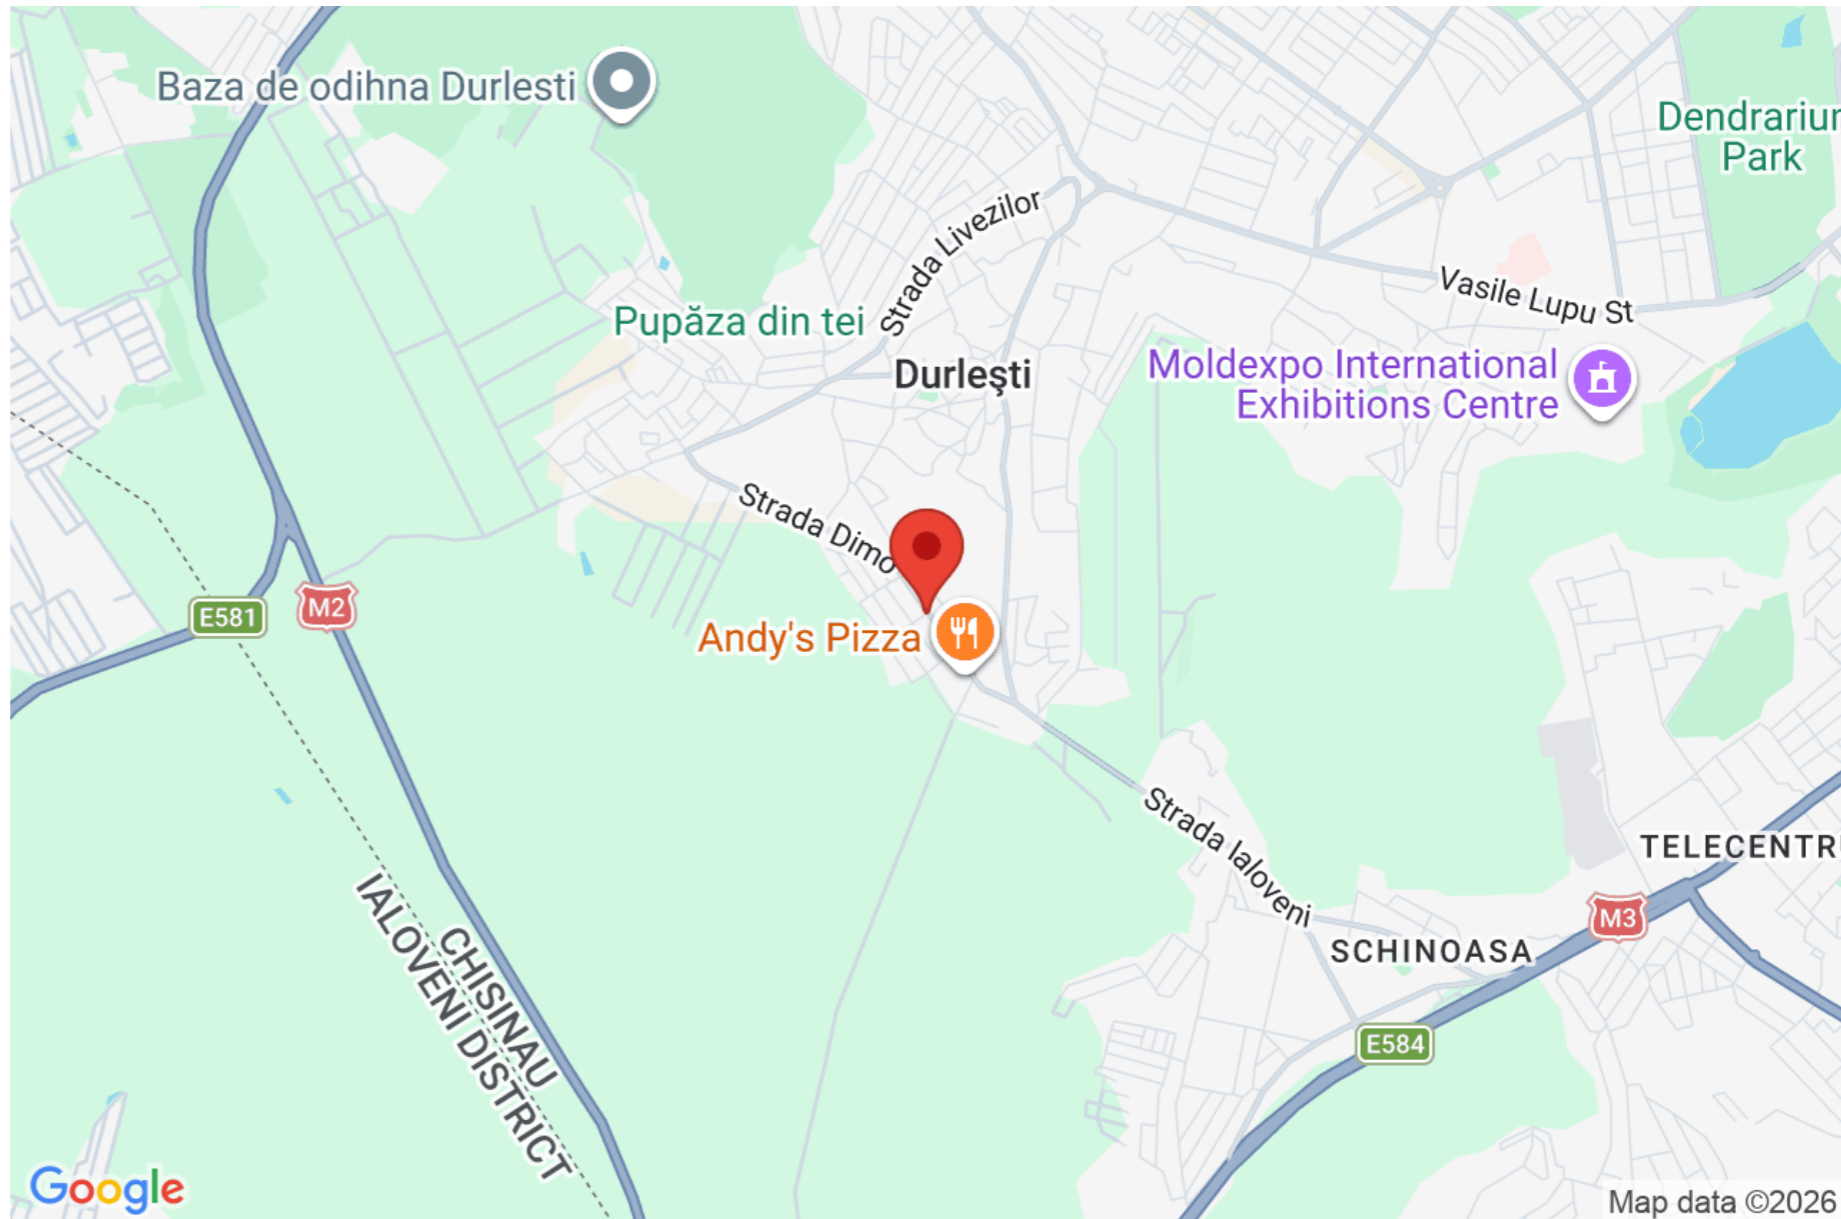 Baza de odihna Durlesti
Dendrariu
Park
Strada Livezilor
Vasile Lupu St
Pupăza din tei
Durleşti
Moldexpo International
Exhibitions Centre
Strada Dimo
E581
M2
Andy's Pizza
Strada Ialoveni
TELECENTR
M3
SCHINOASA
CHISINAU
IALOVENI DISTRICT
E584
Google
Map data ©2026